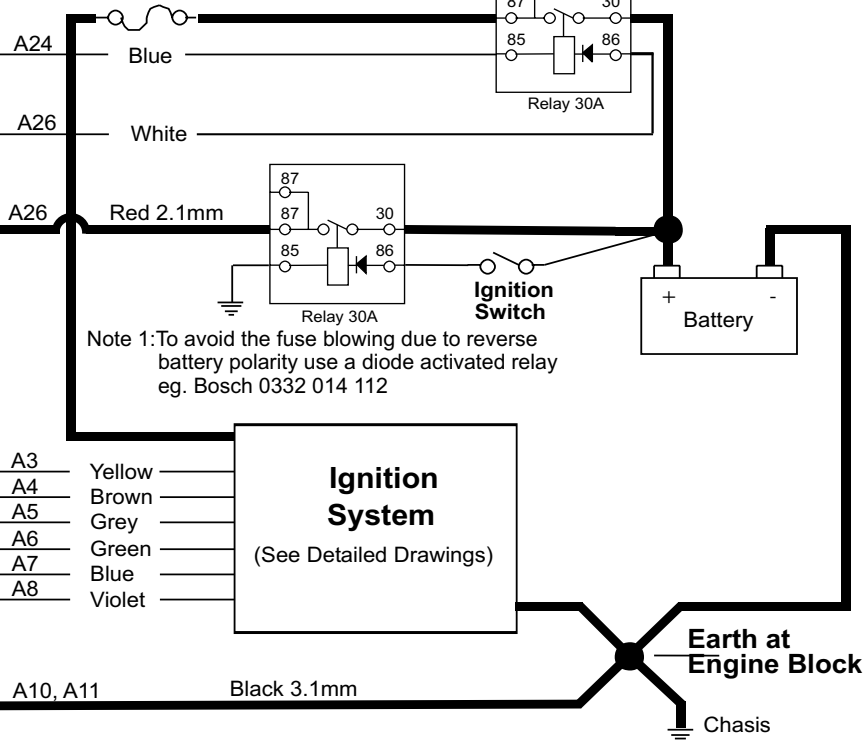 87 30
A24 Blue 85 86
Relay 30A
A26 White
87
A26 Red 2.1mm 87 30
85 86
Ignition
Switch
+ -
Battery
Relay 30A
Note 1:To avoid the fuse blowing due to reverse
battery polarity use a diode activated relay
eg. Bosch 0332 014 112
A3 Yellow
A4 Brown
A5 Grey
A6 Green
A7 Blue
A8 Violet
Ignition
System
(See Detailed Drawings)
Earth at
Engine Block
A10, A11 Black 3.1mm
Chasis